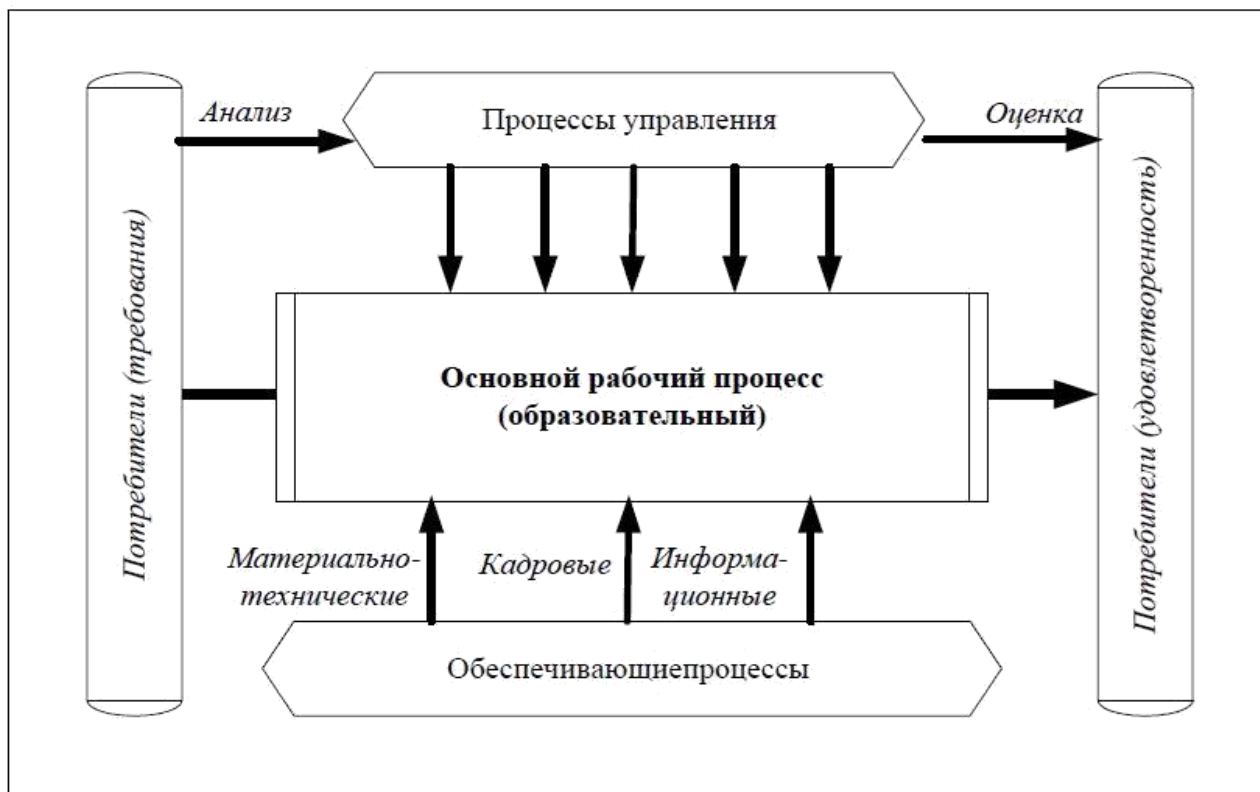 Анализ
Процессы управления
Оценка
Потребители (требования)
Основной рабочий процесс
(образовательный)
Потребители (удовлетворенность)
Материально-
технические
Кадровые
Информа-
ционные
Обеспечивающиепроцессы